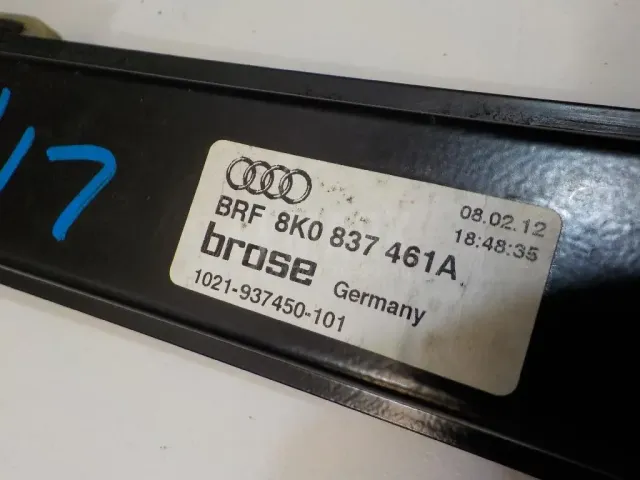 BRF 8K0 837 461A
08.02.12
18:48:35
brose Germany
1021-937450-101